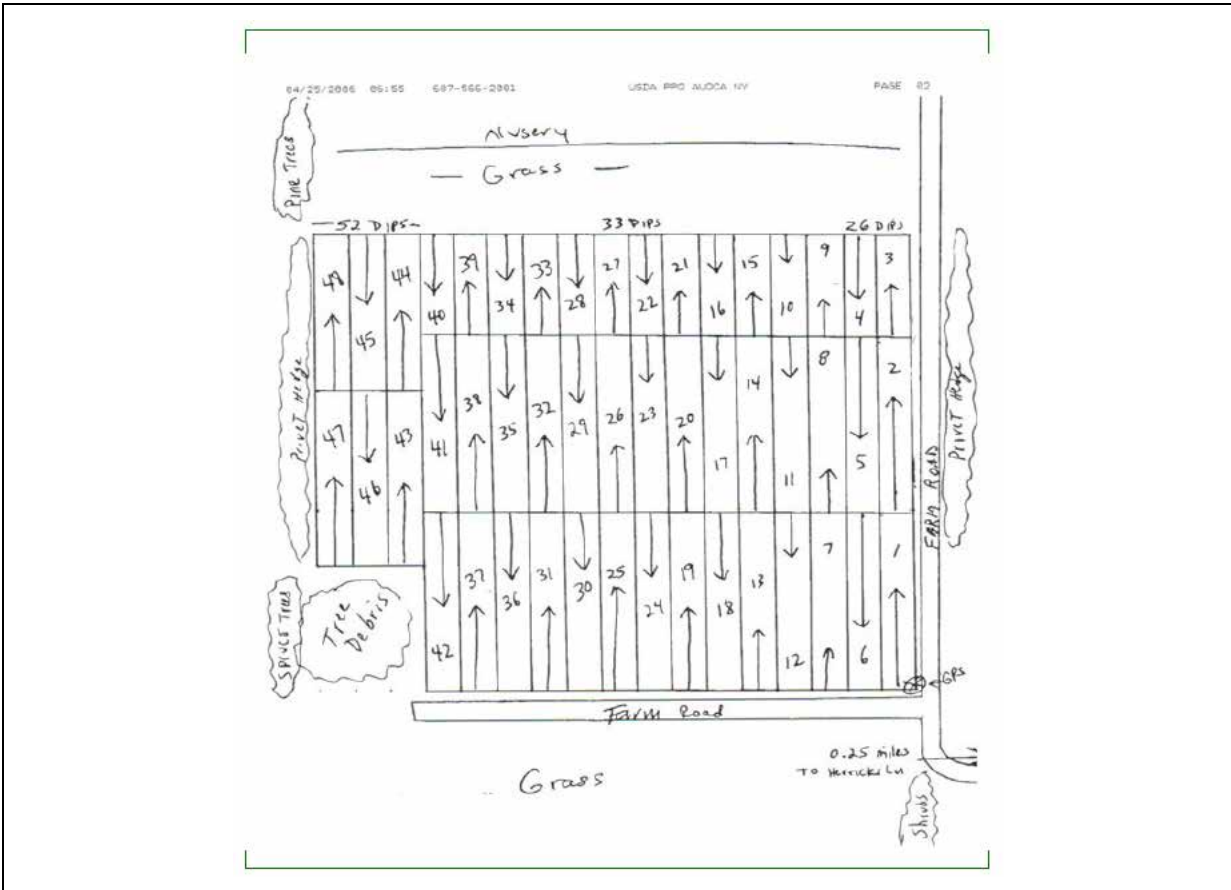 04/25/2006 06:55 607-566-2081 USDA PPQ AVOCA NY PAGE 02
Nusery
— Grass —
Pine Trees
—52 DIPS— 33 DIPS 26 DIPS
48 44 39 33 27 21 15 9 3
45 40 34 28 22 16 10 4
Privet Hedge
47 43 38 32 26 20 14 8 2
46 41 35 29 23 17 11 5
FARM ROAD
Privet Hedge
37 31 25 19 13 7 1
42 36 30 24 18 12 6
SPRUCE Trees
Tree
Debris
←GPS
Farm Road
0.25 miles
TO Herricks Ln
Grass
Shrubs